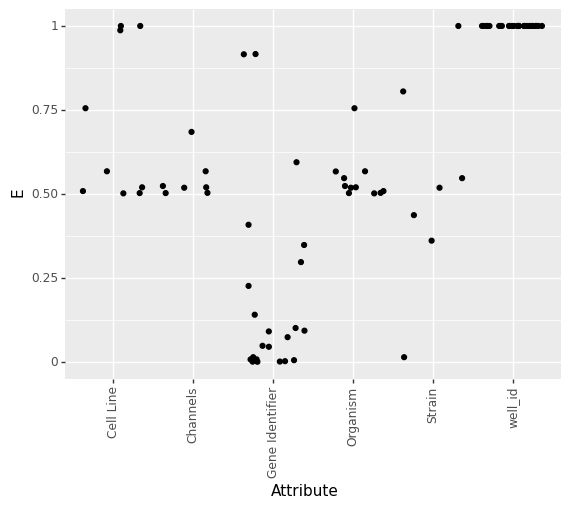 1
0.75
0.50
0.25
0
E
Cell Line
Channels
Gene Identifier
Organism
Strain
well_id
Attribute